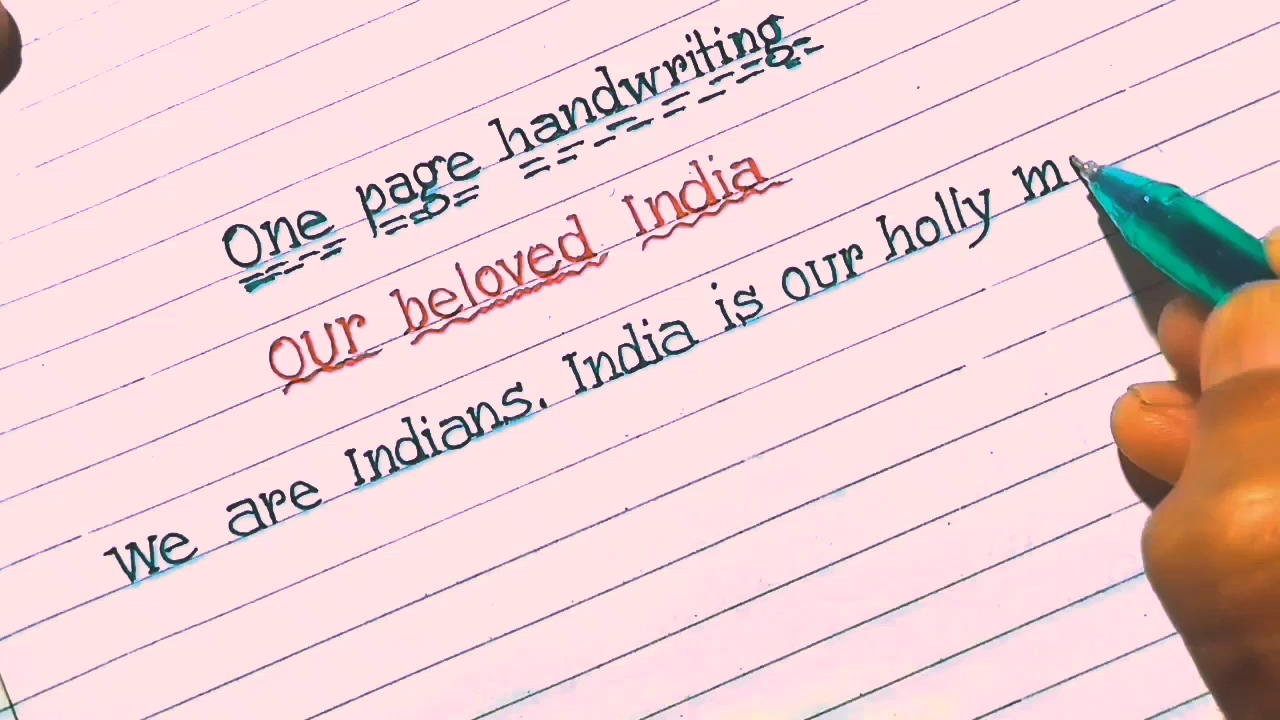 One page handwriting
Our beloved India
We are Indians. India is our holly m